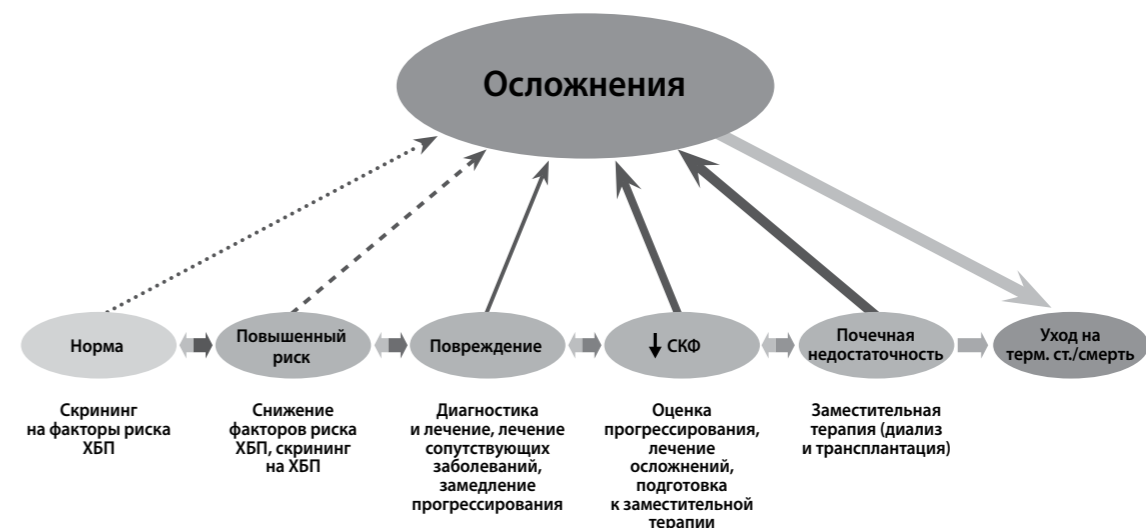 Осложнения
Норма
Повышенный
риск
Повреждение
↓ СКФ
Почечная
недостаточность
Уход на
терм. ст./смерть
Скрининг
на факторы риска
ХБП
Снижение
факторов риска
ХБП, скрининг
на ХБП
Диагностика
и лечение, лечение
сопутствующих
заболеваний,
замедление
прогрессирования
Оценка
прогрессирования,
лечение
осложнений,
подготовка
к заместительной
терапии
Заместительная
терапия (диализ
и трансплантация)